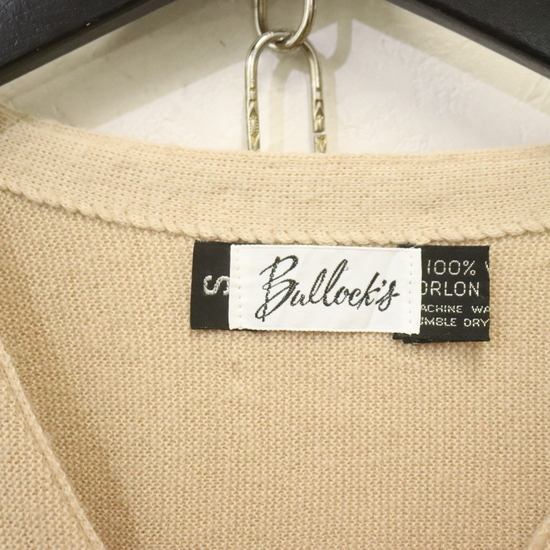 S
Bullock's
100%
ORLON
MACHINE WA
TUMBLE DRY